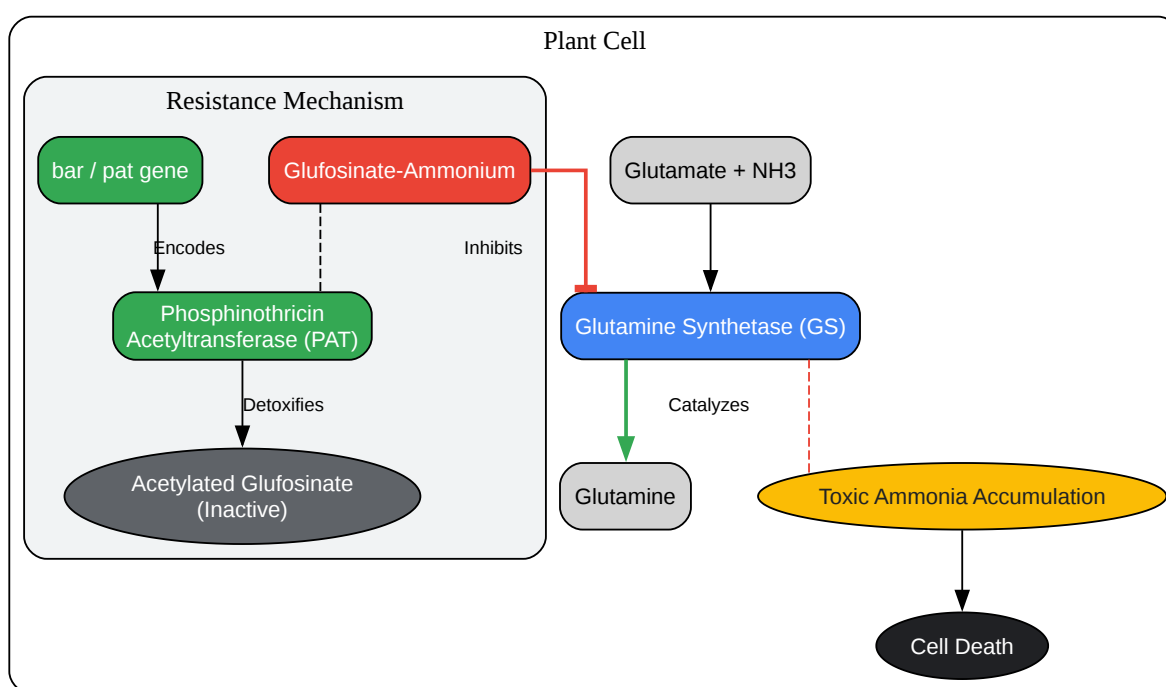 Plant Cell
Resistance Mechanism
bar / pat gene
Glufosinate-Ammonium
Glutamate + NH3
Encodes
Inhibits
Phosphinothricin
Acetyltransferase (PAT)
Glutamine Synthetase (GS)
Detoxifies
Catalyzes
Acetylated Glufosinate
(Inactive)
Glutamine
Toxic Ammonia Accumulation
Cell Death